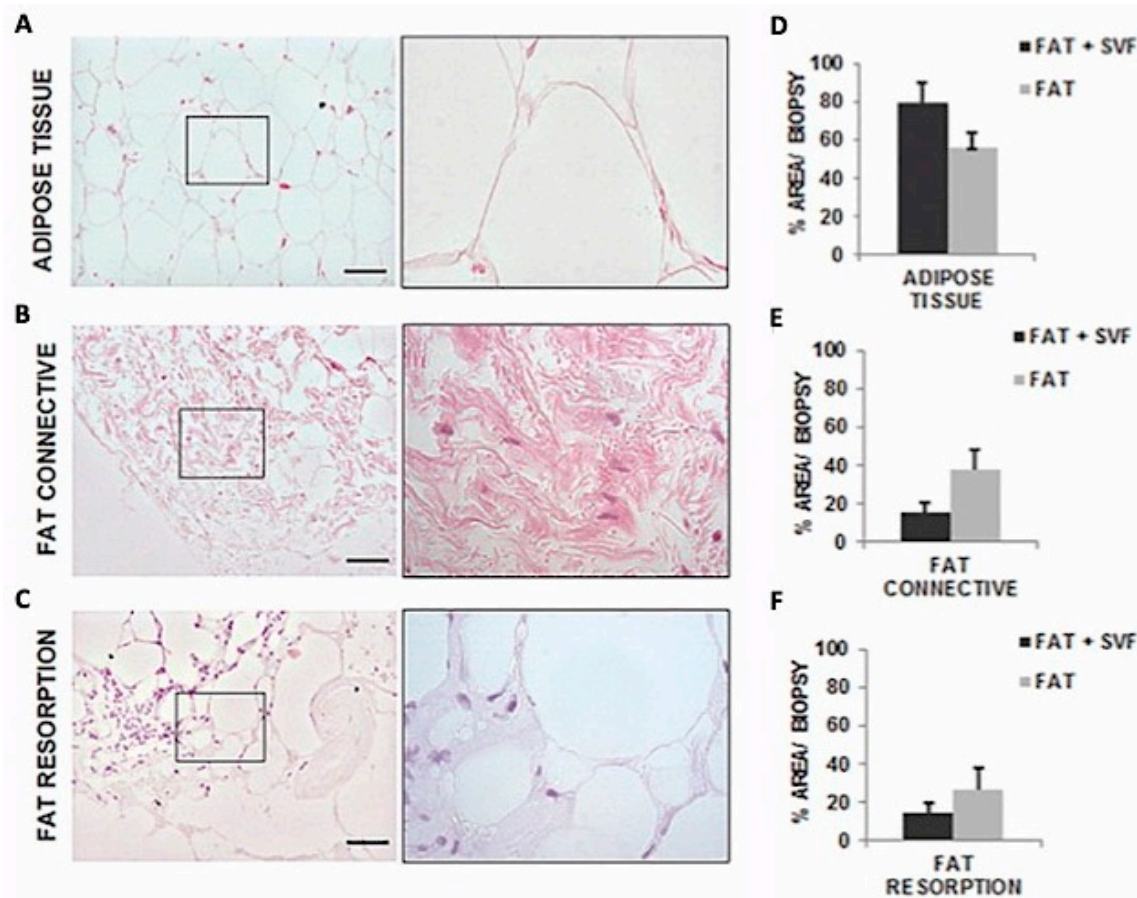 A
ADIPOSE TISSUE
B
FAT CONNECTIVE
C
FAT RESORPTION
D
FAT + SVF
FAT
% AREA/ BIOPSY
100
80
60
40
20
0
ADIPOSE
TISSUE
E
FAT + SVF
FAT
% AREA/ BIOPSY
100
80
60
40
20
0
FAT
CONNECTIVE
F
FAT + SVF
FAT
% AREA/ BIOPSY
100
80
60
40
20
0
FAT
RESORPTION